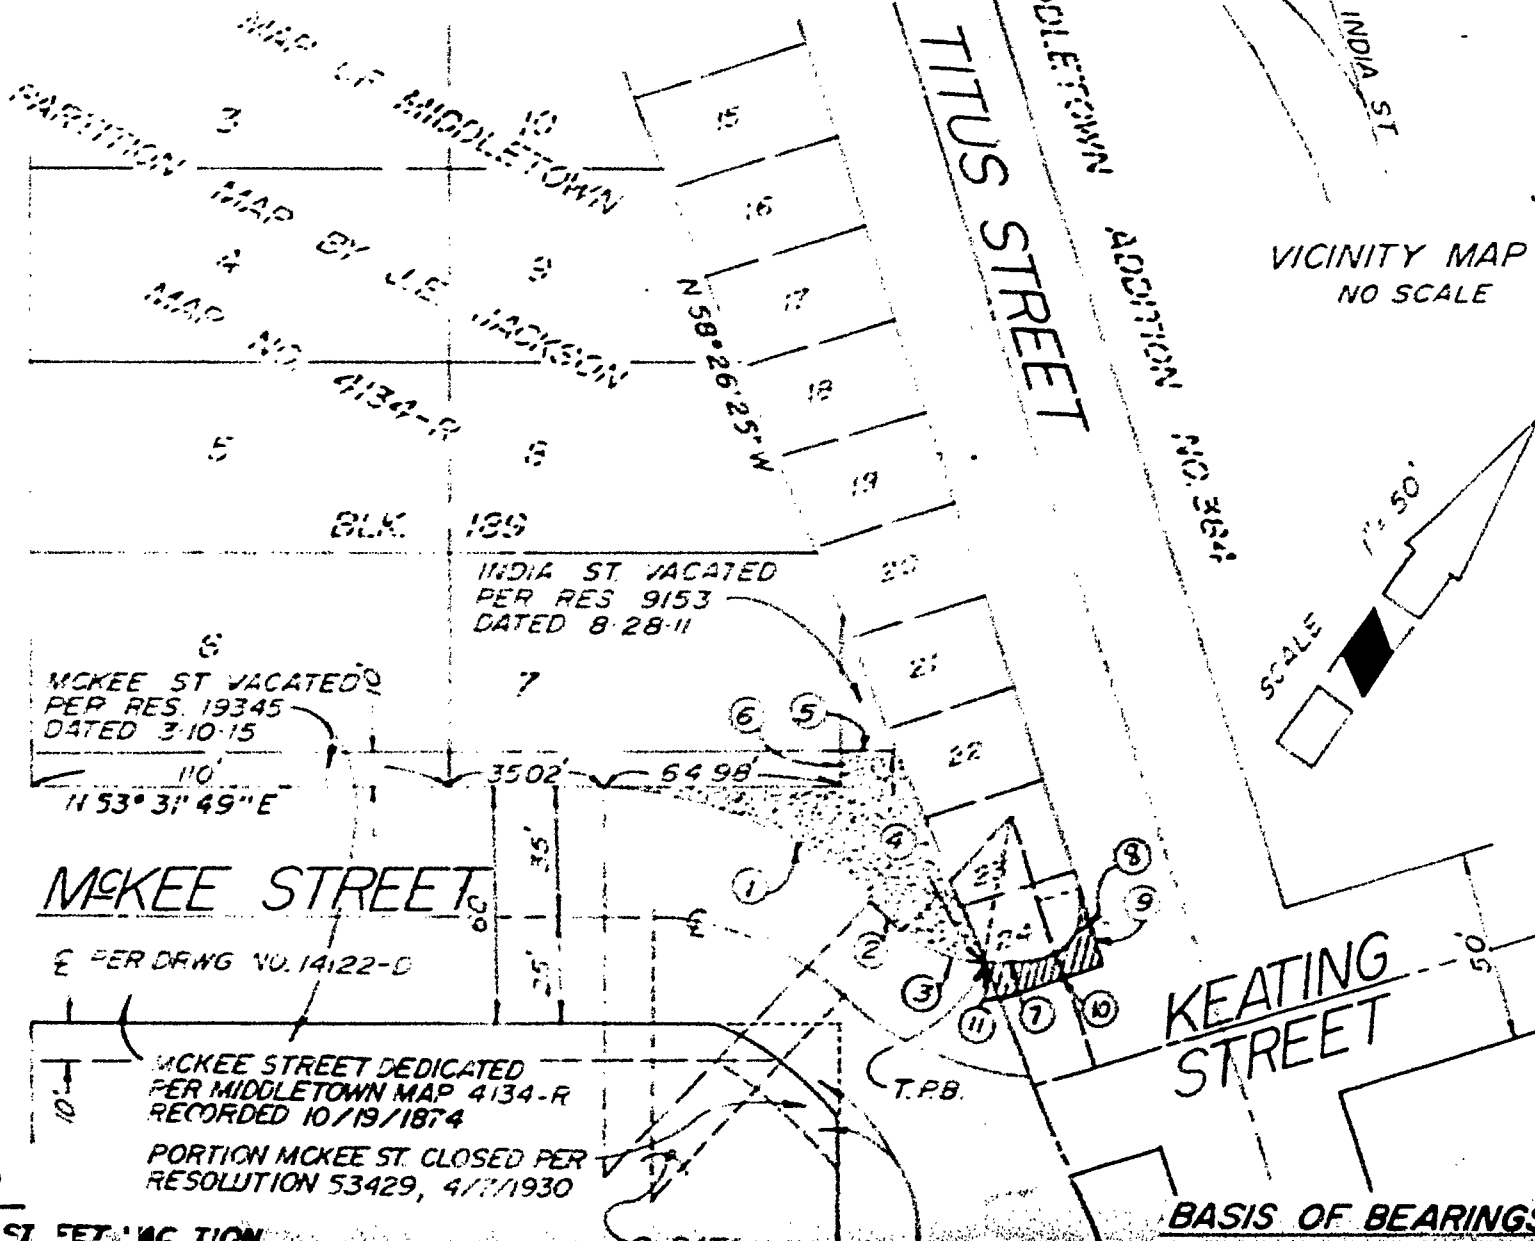 MAP OF MIDDLETOWN
PARTITION MAP BY J.E. JACKSON
MAP NO. 4134-R
3
10
4
9
5
8
BLK. 189
6
7
15
16
17
18
19
20
21
22
N 58° 26' 25" W
TITUS STREET
DDLETOWN ADDITION NO. 384
INDIA ST
VICINITY MAP
NO SCALE
SCALE 1"= 50'
INDIA ST. VACATED
PER RES 9153
DATED 8-28-11
MCKEE ST VACATED
PER RES. 19345
DATED 3-10-15
10'
6
5
110'
35.02'
64.98'
N 53° 31' 49" E
4
1
8
9
2
3
11
7
10
MCKEE STREET
60'
35'
25'
℄
℄ PER DRWG NO. 14122-D
KEATING
STREET
50'
T.P.B.
10'
MCKEE STREET DEDICATED
PER MIDDLETOWN MAP 4134-R
RECORDED 10/19/1874
PORTION MCKEE ST. CLOSED PER
RESOLUTION 53429, 4/7/1930
BASIS OF BEARINGS